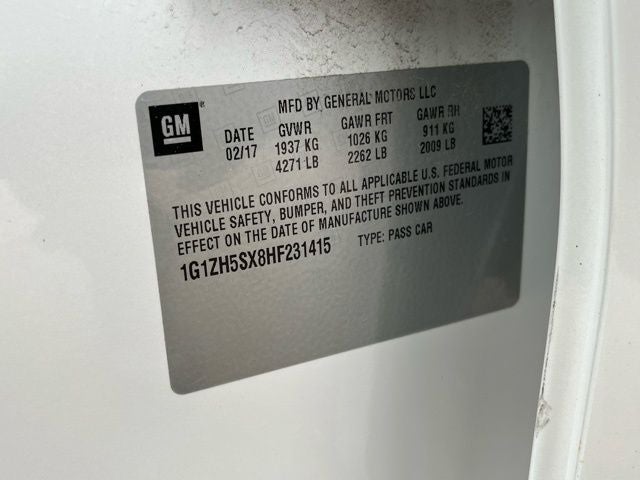 MFD BY GENERAL MOTORS LLC
GM
DATE GVWR GAWR FRT GAWR RH
02/17 1937 KG 1026 KG 911 KG
4271 LB 2262 LB 2009 LB
THIS VEHICLE CONFORMS TO ALL APPLICABLE U.S. FEDERAL MOTOR
VEHICLE SAFETY, BUMPER, AND THEFT PREVENTION STANDARDS IN
EFFECT ON THE DATE OF MANUFACTURE SHOWN ABOVE.
1G1ZH5SX8HF231415 TYPE: PASS CAR